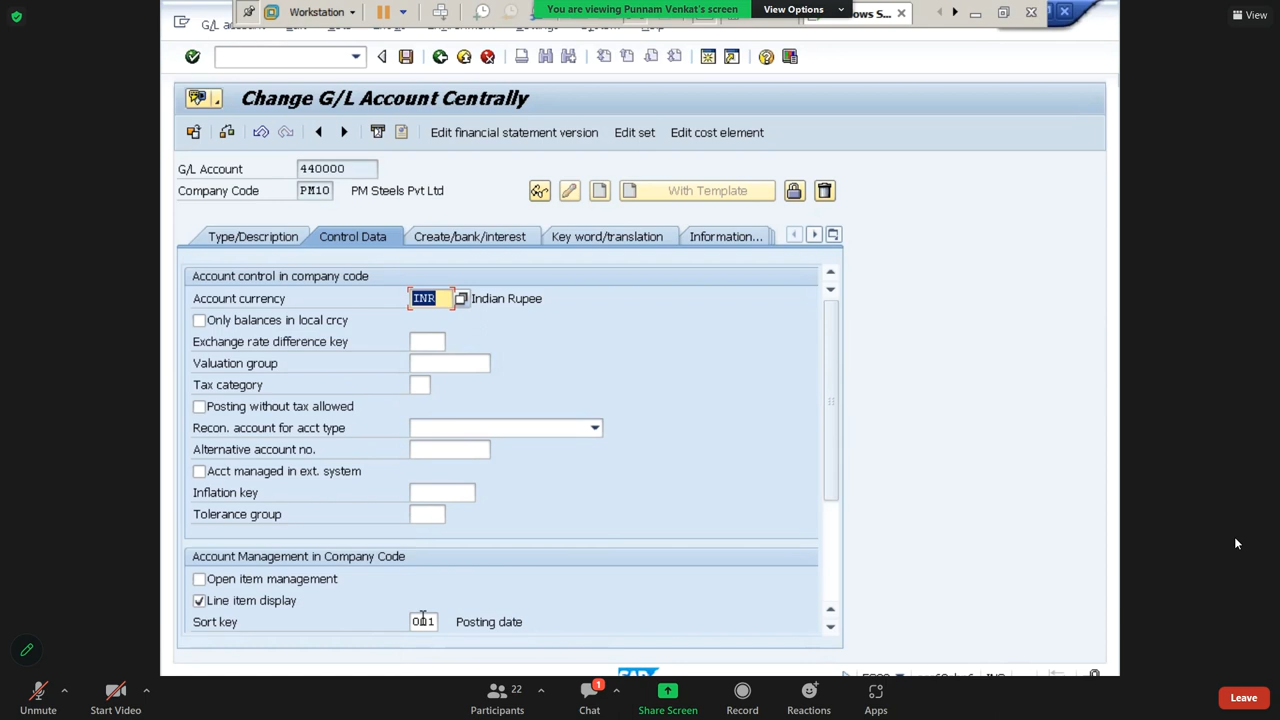 Workstation
You are viewing Punnam Venkat's screen
View Options
View
Change G/L Account Centrally
Edit financial statement version Edit set Edit cost element
G/L Account 440000
Company Code PM10 PM Steels Pvt Ltd
With Template
Type/Description Control Data Create/bank/interest Key word/translation Information...
Account control in company code
Account currency INR Indian Rupee
Only balances in local crcy
Exchange rate difference key
Valuation group
Tax category
Posting without tax allowed
Recon. account for acct type
Alternative account no.
Acct managed in ext. system
Inflation key
Tolerance group
Account Management in Company Code
Open item management
Line item display
Sort key 001 Posting date
22
1
Unmute Start Video Participants Chat Share Screen Record Reactions Apps Leave